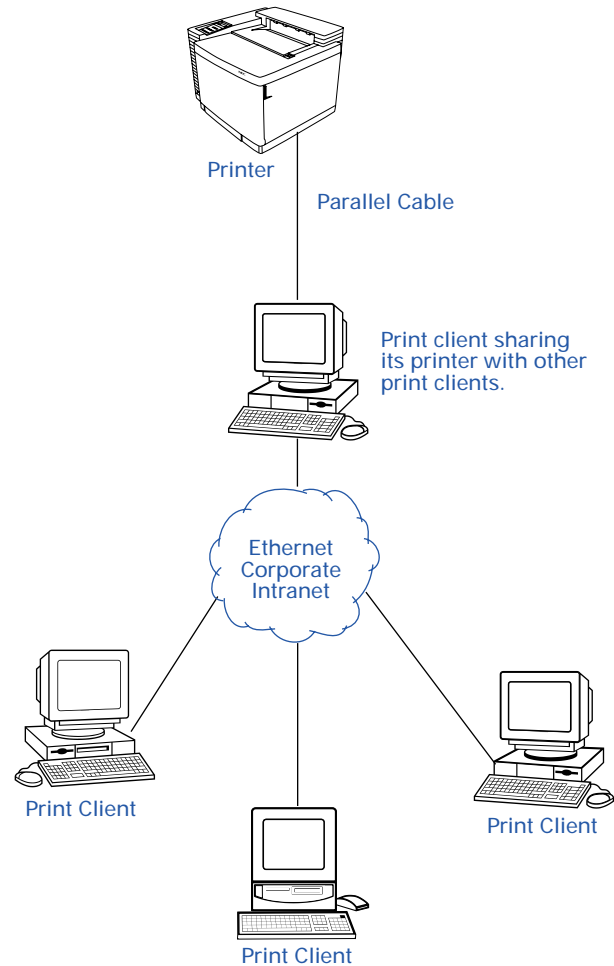 Printer
Parallel Cable
Print client sharing
its printer with other
print clients.
Ethernet
Corporate
Intranet
Print Client
Print Client
Print Client